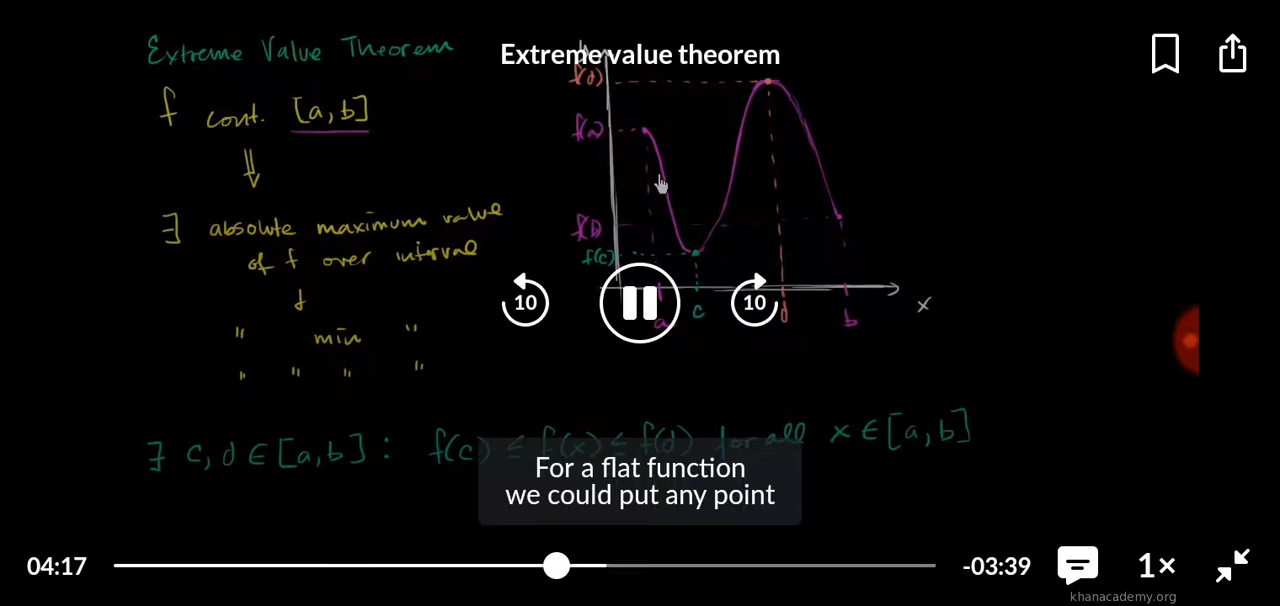 Extreme Value Theorem
Extreme value theorem
f cont. [a,b]
⇓
∃ absolute maximum value
of f over interval
" min "
" " " "
f(d)
f(a)
f(b)
f(c)
a c d b x
10 10
∃ c, d ∈ [a,b] : f(c) ≤ f(x) ≤ f(d) for all x ∈ [a,b]
For a flat function
we could put any point
04:17 -03:39 1×
khanacademy.org